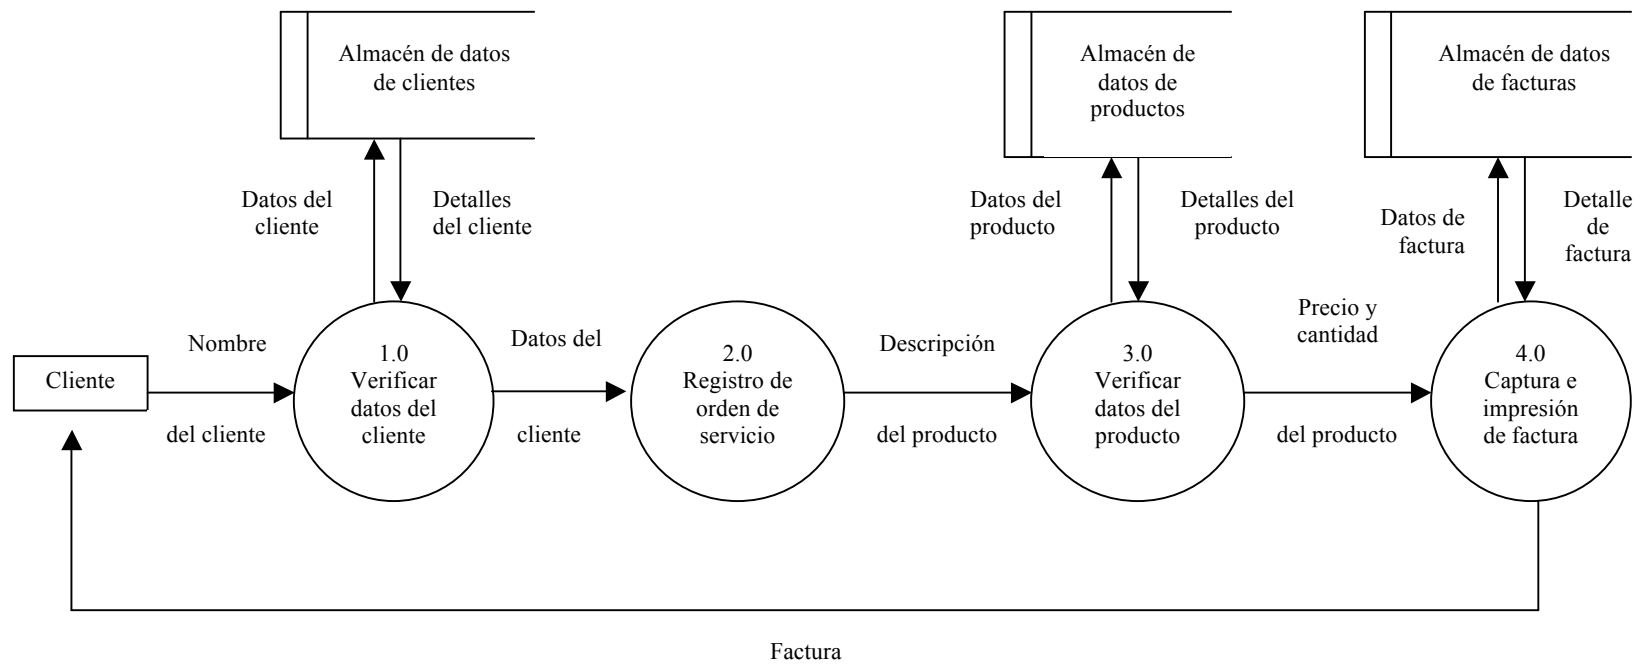 Almacén de datos
de clientes
Almacén de
datos de
productos
Almacén de datos
de facturas
Datos del
cliente
Detalles
del cliente
Datos del
producto
Detalles del
producto
Datos de
factura
Detalle
de
factura
Cliente
Nombre
del cliente
1.0
Verificar
datos del
cliente
Datos del
cliente
2.0
Registro de
orden de
servicio
Descripción
del producto
3.0
Verificar
datos del
producto
Precio y
cantidad
del producto
4.0
Captura e
impresión
de factura
Factura